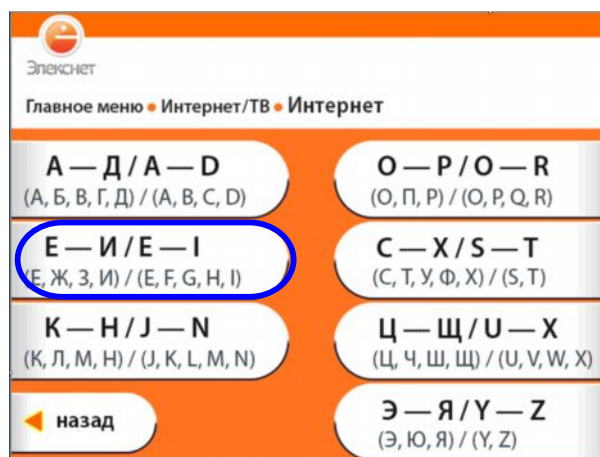 Элекснет
Главное меню • Интернет/ТВ • Интернет
А — Д / A — D
(А, Б, В, Г, Д) / (A, B, C, D)
Е — И / E — I
(Е, Ж, З, И) / (E, F, G, H, I)
К — Н / J — N
(К, Л, М, Н) / (J, K, L, M, N)
назад
О — Р / O — R
(О, П, Р) / (O, P, Q, R)
С — Х / S — T
(С, Т, У, Ф, Х) / (S, T)
Ц — Щ / U — X
(Ц, Ч, Ш, Щ) / (U, V, W, X)
Э — Я / Y — Z
(Э, Ю, Я) / (Y, Z)